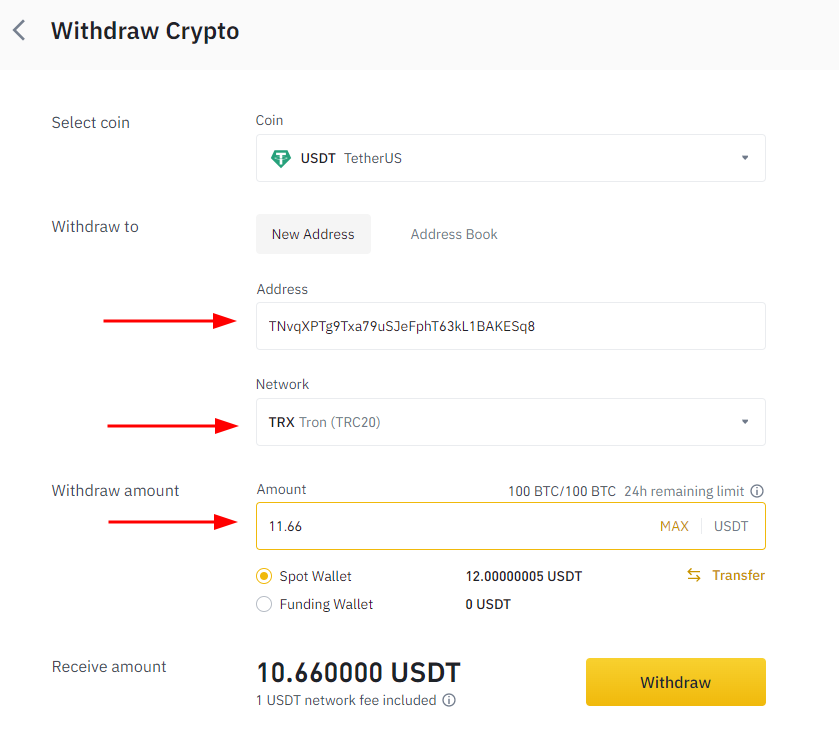 Withdraw Crypto
Select coin
Coin
USDT TetherUS
Withdraw to
New Address Address Book
Address
TNvqXPTg9Txa79uSJeFphT63kL1BAKESq8
Network
TRX Tron (TRC20)
Withdraw amount
Amount 100 BTC/100 BTC 24h remaining limit
11.66 MAX USDT
Spot Wallet 12.00000005 USDT Transfer
Funding Wallet 0 USDT
Receive amount
10.660000 USDT
1 USDT network fee included
Withdraw